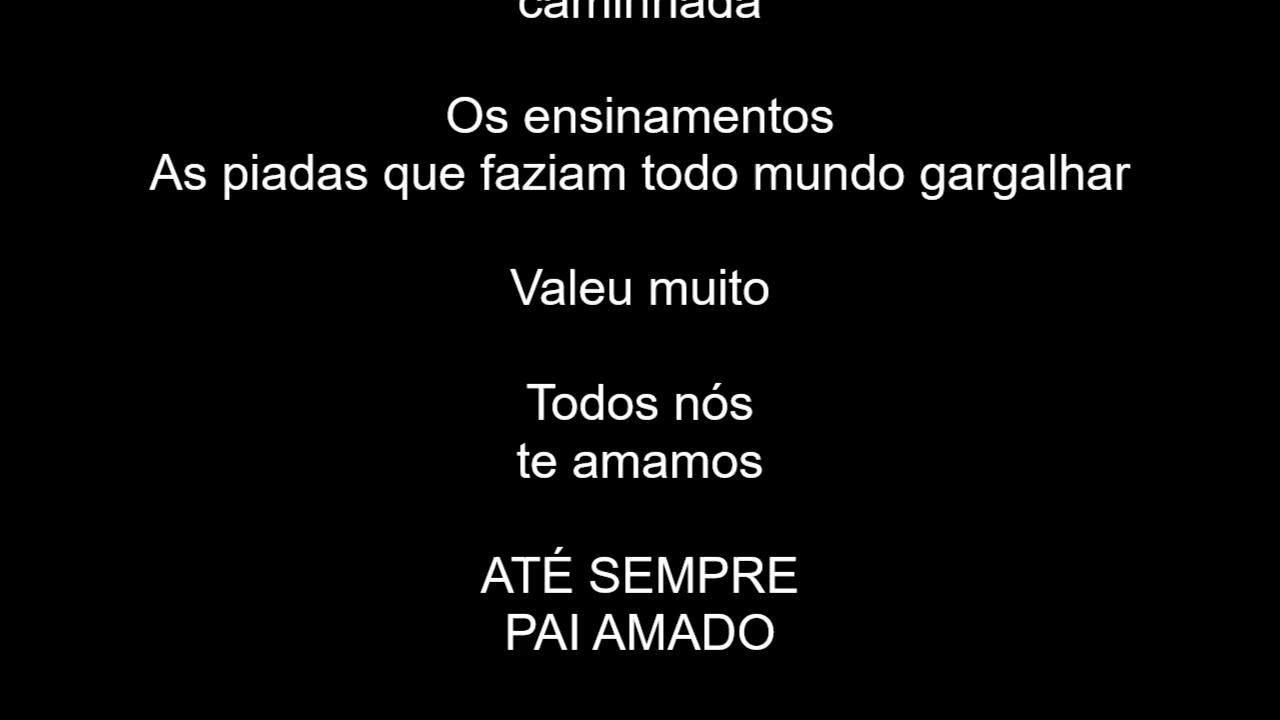 caminhada
Os ensinamentos
As piadas que faziam todo mundo gargalhar
Valeu muito
Todos nós
te amamos
ATÉ SEMPRE
PAI AMADO